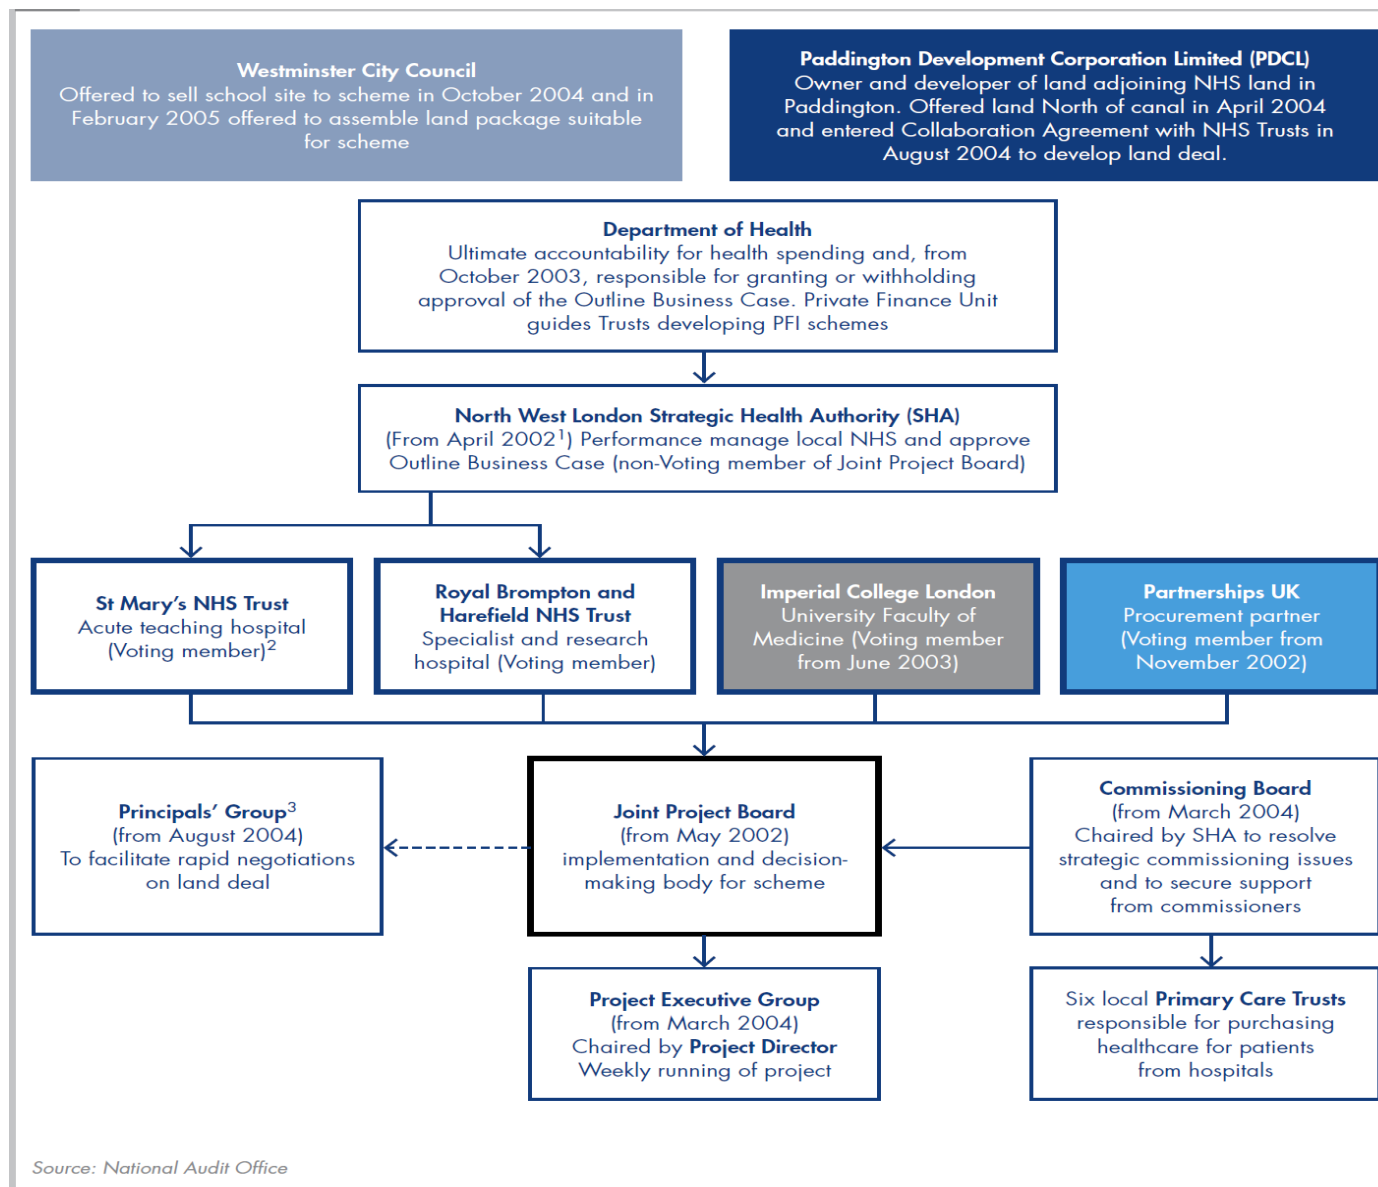 Westminster City Council
Offered to sell school site to scheme in October 2004 and in
February 2005 offered to assemble land package suitable
for scheme
Paddington Development Corporation Limited (PDCL)
Owner and developer of land adjoining NHS land in
Paddington. Offered land North of canal in April 2004
and entered Collaboration Agreement with NHS Trusts in
August 2004 to develop land deal.
Department of Health
Ultimate accountability for health spending and, from
October 2003, responsible for granting or withholding
approval of the Outline Business Case. Private Finance Unit
guides Trusts developing PFI schemes
North West London Strategic Health Authority (SHA)
(From April 2002¹) Performance manage local NHS and approve
Outline Business Case (non-Voting member of Joint Project Board)
St Mary’s NHS Trust
Acute teaching hospital
(Voting member)²
Royal Brompton and
Harefield NHS Trust
Specialist and research
hospital (Voting member)
Imperial College London
University Faculty of
Medicine (Voting member
from June 2003)
Partnerships UK
Procurement partner
(Voting member from
November 2002)
Principals’ Group³
(from August 2004)
To facilitate rapid negotiations
on land deal
Joint Project Board
(from May 2002)
implementation and decision-
making body for scheme
Commissioning Board
(from March 2004)
Chaired by SHA to resolve
strategic commissioning issues
and to secure support
from commissioners
Project Executive Group
(from March 2004)
Chaired by Project Director
Weekly running of project
Six local Primary Care Trusts
responsible for purchasing
healthcare for patients
from hospitals
Source: National Audit Office